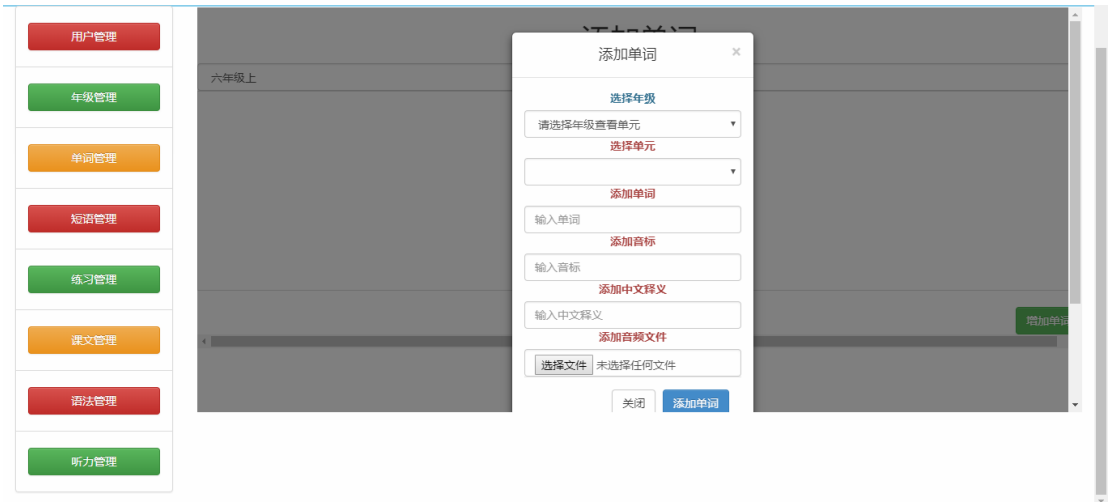 用户管理
年级管理
单词管理
短语管理
练习管理
课文管理
语法管理
听力管理
添加单词
六年级上
增加单词
添加单词 ×
选择年级
请选择年级查看单元
选择单元
添加单词
输入单词
添加音标
输入音标
添加中文释义
输入中文释义
添加音频文件
选择文件 未选择任何文件
关闭 添加单词